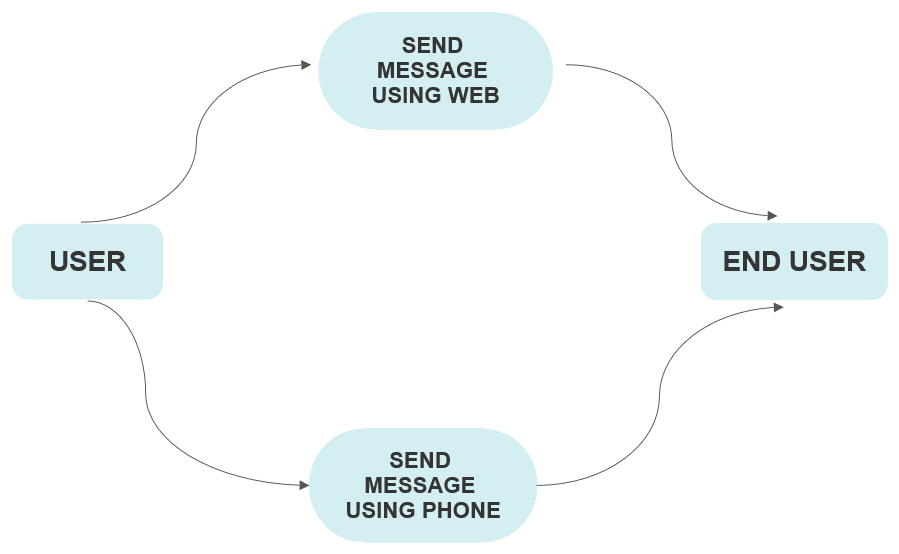 SEND
MESSAGE
USING WEB
USER
END USER
SEND
MESSAGE
USING PHONE